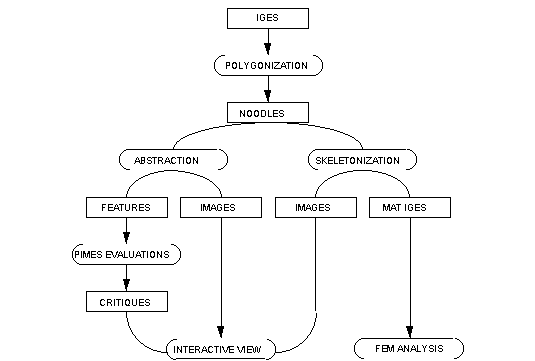 IGES
POLYGONIZATION
NOODLES
ABSTRACTION
SKELETONIZATION
FEATURES
IMAGES
IMAGES
MAT IGES
PIMES EVALUATIONS
CRITIQUES
INTERACTIVE VIEW
FEM ANALYSIS